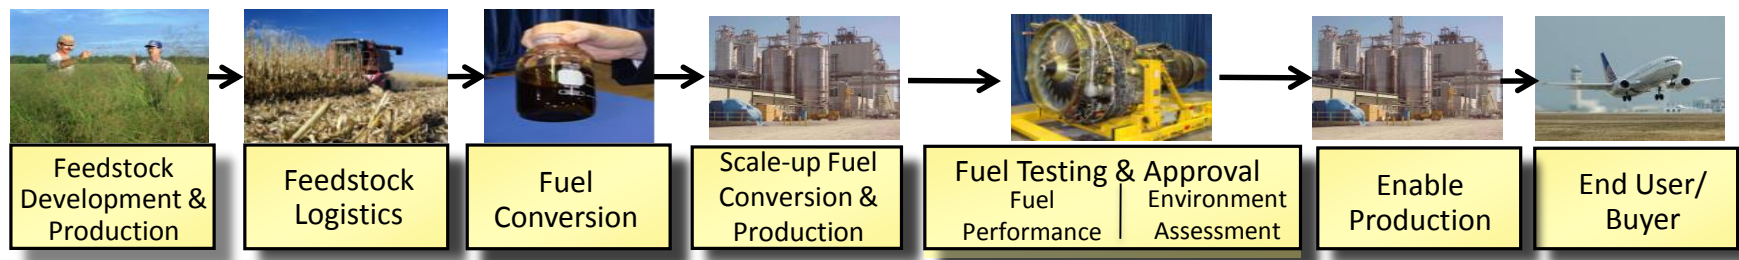 Feedstock
Development &
Production
Feedstock
Logistics
Fuel
Conversion
Scale-up Fuel
Conversion &
Production
Fuel Testing & Approval
Fuel
Performance
Environment
Assessment
Enable
Production
End User/
Buyer